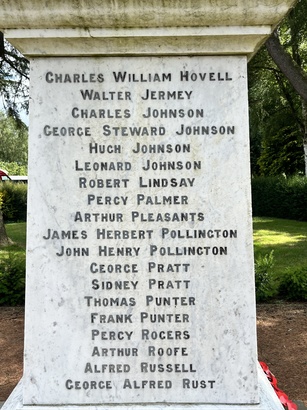 Charles William Hovell
Walter Jermey
Charles Johnson
George Steward Johnson
Hugh Johnson
Leonard Johnson
Robert Lindsay
Percy Palmer
Arthur Pleasants
James Herbert Pollington
John Henry Pollington
George Pratt
Sidney Pratt
Thomas Punter
Frank Punter
Percy Rogers
Arthur Roofe
Alfred Russell
George Alfred Rust